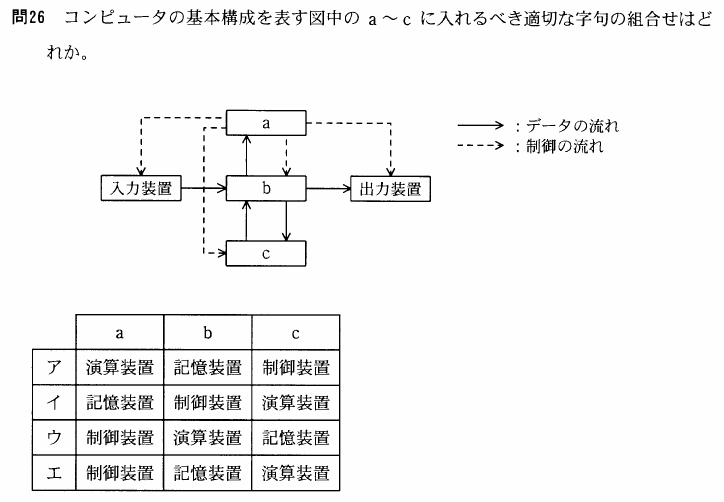 問26 コンピュータの基本構成を表す図中の a ～ c に入れるべき適切な字句の組合せはど
れか。
a
→ ：データの流れ
⇢ ：制御の流れ
入力装置 b 出力装置
c
a b c
ア 演算装置 記憶装置 制御装置
イ 記憶装置 制御装置 演算装置
ウ 制御装置 演算装置 記憶装置
エ 制御装置 記憶装置 演算装置